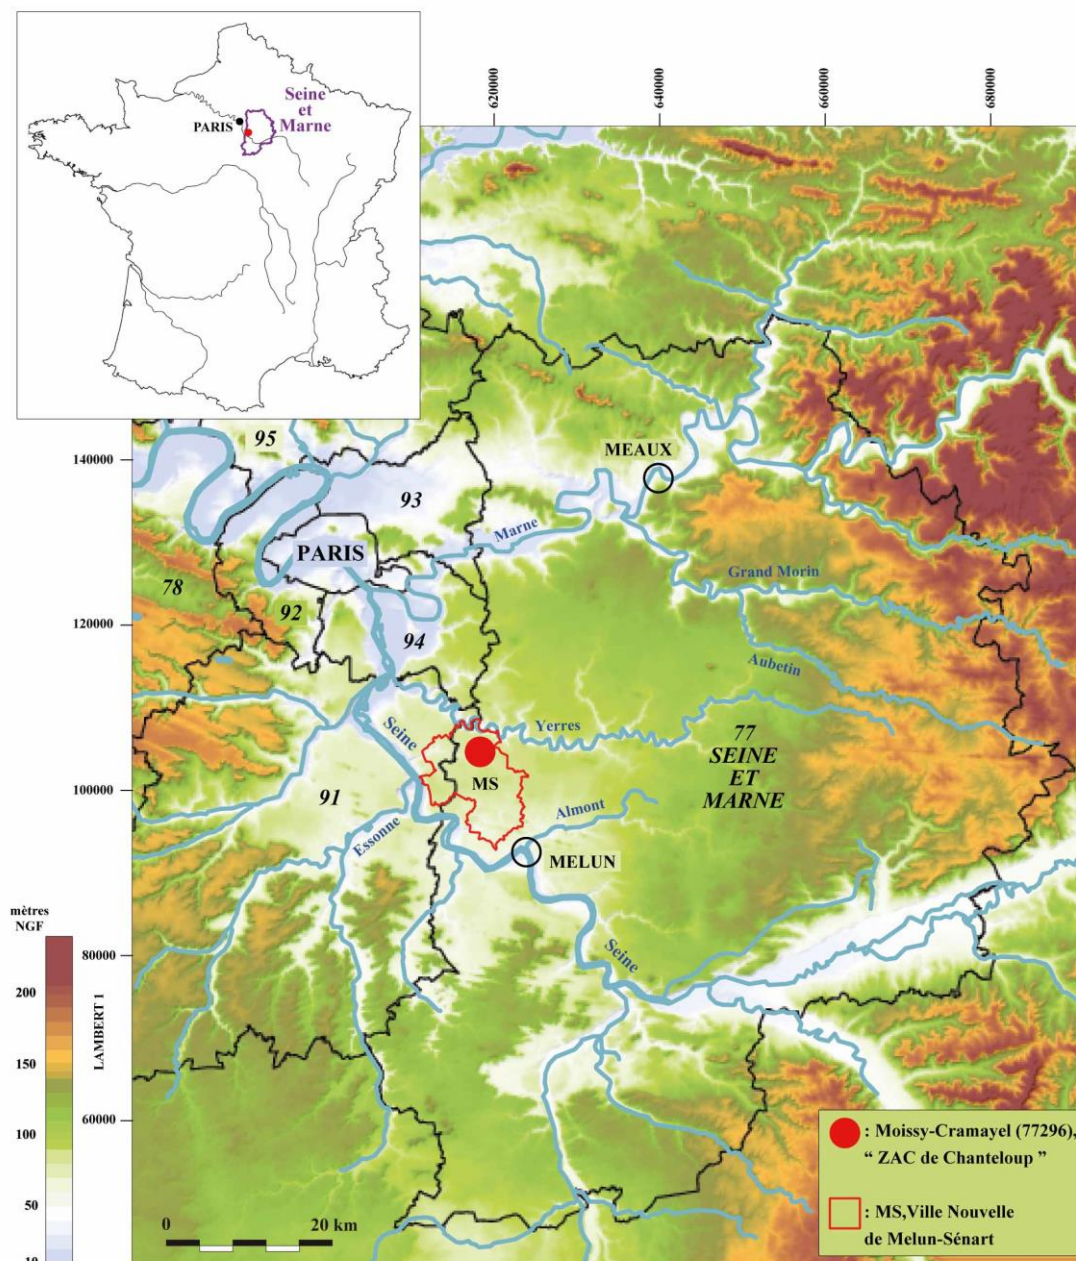 Seine
et
Marne
PARIS
620000
640000
660000
680000
95
140000
MEAUX
93
Marne
PARIS
78
Grand Morin
92
120000
94
Aubetin
Seine
Yerres
77
SEINE
ET
MARNE
MS
100000
91
Almont
Essonne
MELUN
mètres
NGF
Seine
80000
200
LAMBERT 1
150
60000
100
: Moissy-Cramayel (77296),
“ ZAC de Chanteloup ”
50
0
20 km
: MS,Ville Nouvelle
de Melun-Sénart
10